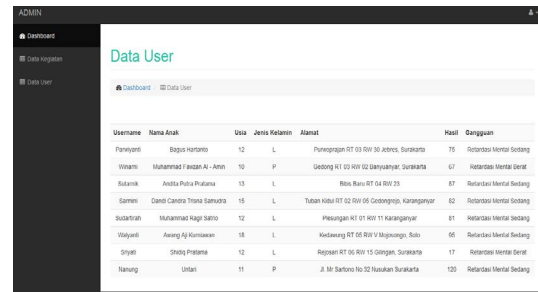 ADMIN
Dashboard
Data Kegiatan
Data User
Data User
Dashboard / Data User
Username Nama Anak Usia Jenis Kelamin Alamat Hasil Gangguan
Parwiyanti Bagus Hartanto 12 L Purwoprajan RT 03 RW 30 Jebres, Surakarta 75 Retardasi Mental Sedang
Winarni Muhammad Fawzan Al - Amin 10 P Gedong RT 03 RW 02 Banyuanyar, Surakarta 67 Retardasi Mental Berat
Sutarnik Andita Putra Pratama 13 L Bibis Baru RT 04 RW 23 87 Retardasi Mental Sedang
Sarmini Dandi Candra Trisna Samudra 15 L Tuban Kidul RT 02 RW 05 Gedongrejo, Karanganyar 82 Retardasi Mental Sedang
Sudartirah Muhammad Ragil Satrio 12 L Plesungan RT 01 RW 11 Karanganyar 81 Retardasi Mental Sedang
Walyanti Awang Aji Kurniawan 18 L Kedawung RT 05 RW V Mojosongo, Solo 95 Retardasi Mental Sedang
Sriyati Shidiq Pratama 12 L Rejosari RT 06 RW 15 Gilingan, Surakarta 17 Retardasi Mental Berat
Nanung Untari 11 P Jl. Mr Sartono No 32 Nusukan Surakarta 120 Retardasi Mental Sedang